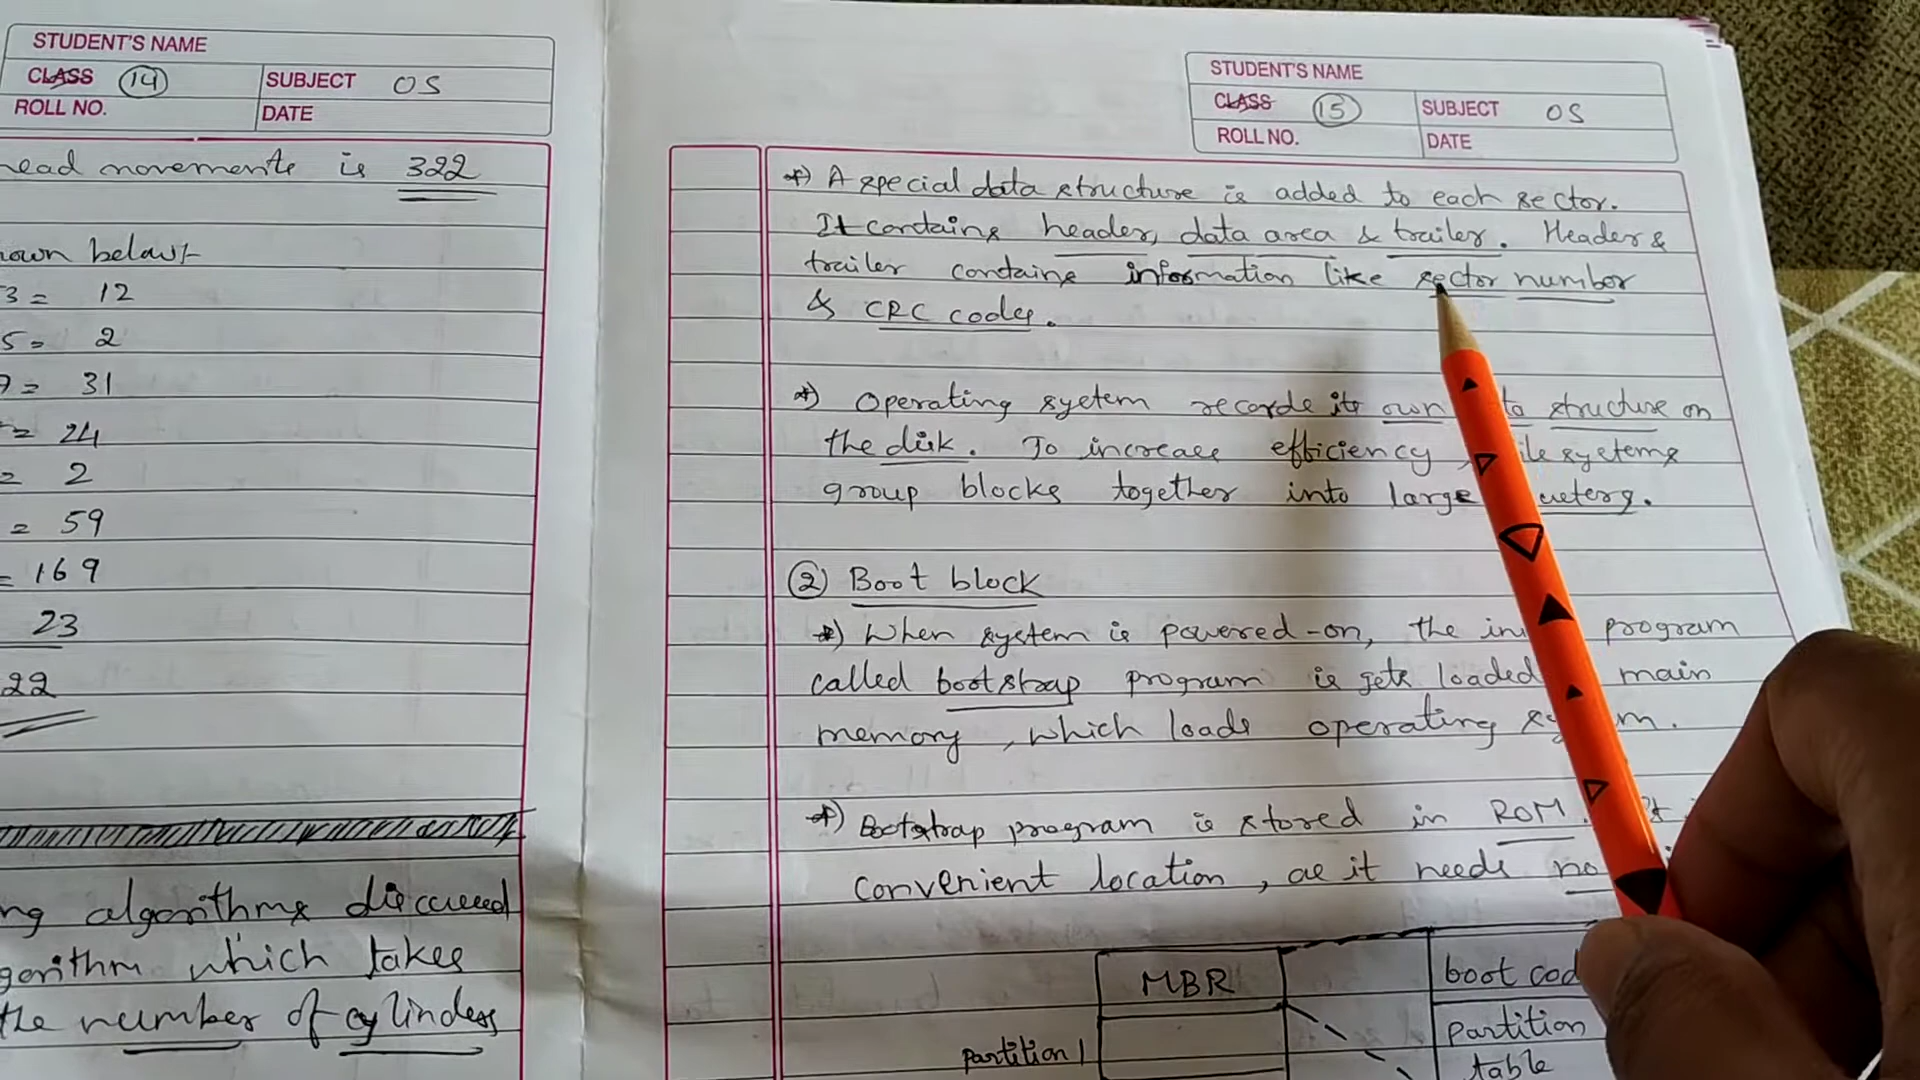 STUDENT'S NAME
CLASS 14 SUBJECT OS
ROLL NO. DATE
head movements is 322
own below:-
3 = 12
5 = 2
7 = 31
= 24
= 2
= 59
= 169
23
22
ng algorithms discussed
gorithm which takes
the number of cylinders
STUDENT'S NAME
CLASS 15 SUBJECT OS
ROLL NO. DATE
*) A special data structure is added to each sector.
It contains header, data area & trailer. Header &
trailer contains information like sector number
& CRC codes.
*) Operating system records its own structure on
the disk. To increase efficiency, systems
group blocks together into large
② Boot block
*) When system is powered-on, the program
called bootstrap program is gets loaded main
memory, which loads operating
*) Bootstrap program is stored in ROM.
convenient location, as it needs no
MBR boot
partition
partition 1 table